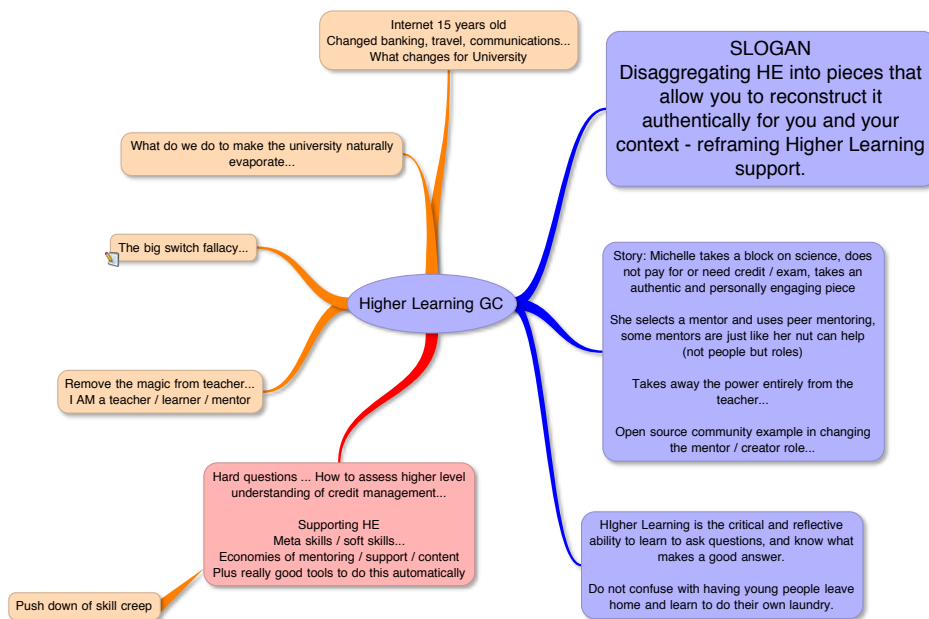 Internet 15 years old
Changed banking, travel, communications...
What changes for University
SLOGAN
Disaggregating HE into pieces that
allow you to reconstruct it
authentically for you and your
context - reframing Higher Learning
support.
What do we do to make the university naturally
evaporate...
The big switch fallacy...
Higher Learning GC
Story: Michelle takes a block on science, does
not pay for or need credit / exam, takes an
authentic and personally engaging piece
She selects a mentor and uses peer mentoring,
some mentors are just like her nut can help
(not people but roles)
Takes away the power entirely from the
teacher...
Open source community example in changing
the mentor / creator role...
Remove the magic from teacher...
I AM a teacher / learner / mentor
Hard questions ... How to assess higher level
understanding of credit management...
Supporting HE
Meta skills / soft skills...
Economies of mentoring / support / content
Plus really good tools to do this automatically
Push down of skill creep
HIgher Learning is the critical and reflective
ability to learn to ask questions, and know what
makes a good answer.
Do not confuse with having young people leave
home and learn to do their own laundry.